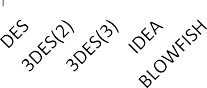 DES
3DES(2)
3DES(3)
IDEA
BLOWFISH